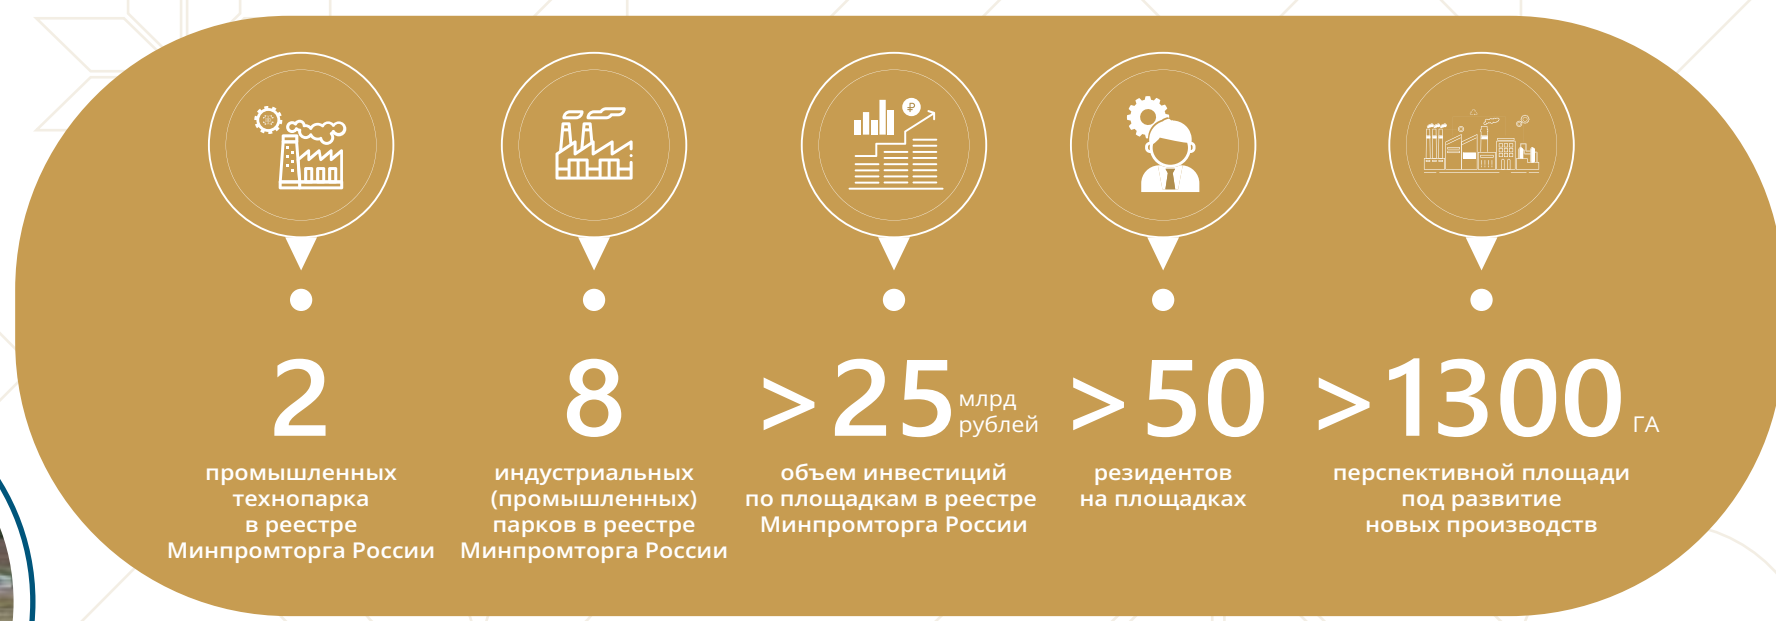 2
промышленных
технопарка
в реестре
Минпромторга России
8
индустриальных
(промышленных)
парков в реестре
Минпромторга России
₽
>25 млрд
рублей
объем инвестиций
по площадкам в реестре
Минпромторга России
>50
резидентов
на площадках
>1300 ГА
перспективной площади
под развитие
новых производств